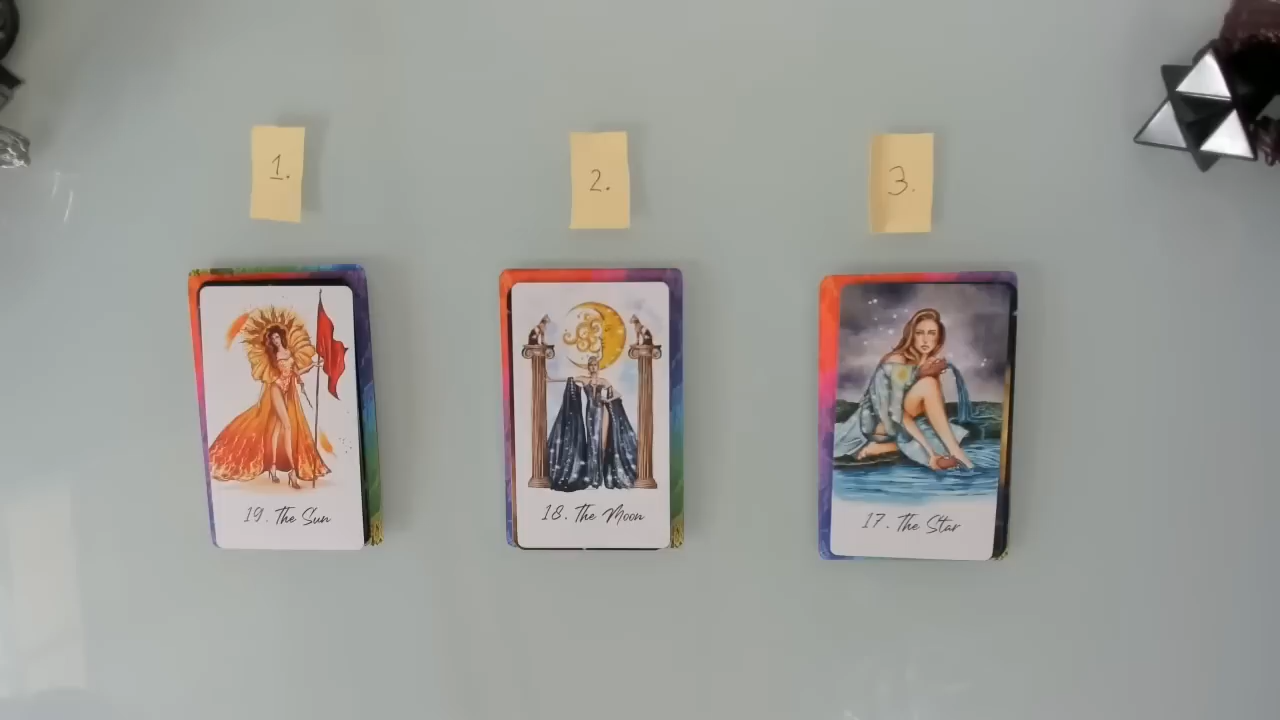 1.
2.
3.
19. The Sun
18. The Moon
17. The Star